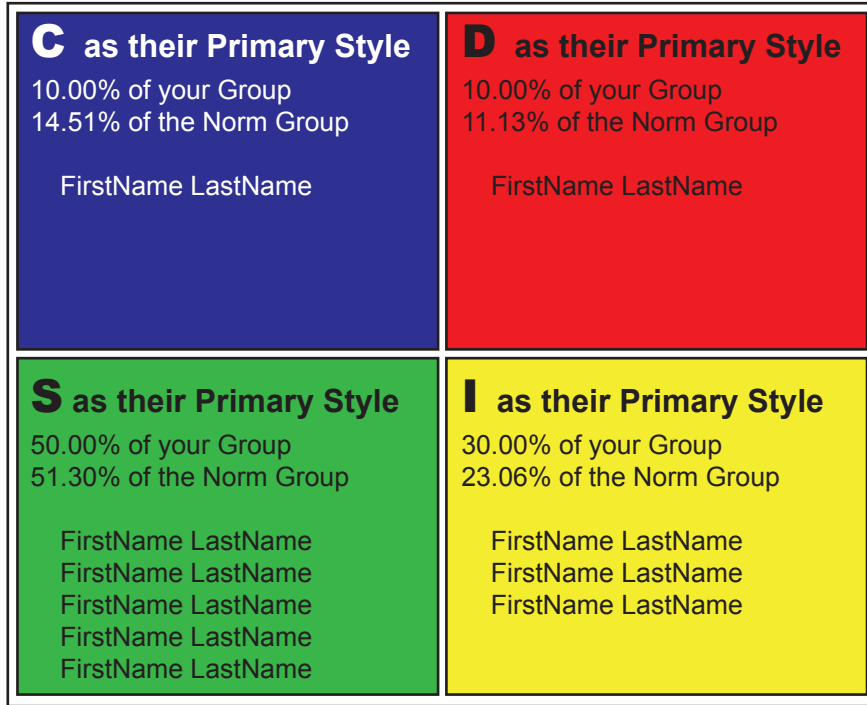 C as their Primary Style
10.00% of your Group
14.51% of the Norm Group
FirstName LastName
D as their Primary Style
10.00% of your Group
11.13% of the Norm Group
FirstName LastName
S as their Primary Style
50.00% of your Group
51.30% of the Norm Group
FirstName LastName
FirstName LastName
FirstName LastName
FirstName LastName
FirstName LastName
I as their Primary Style
30.00% of your Group
23.06% of the Norm Group
FirstName LastName
FirstName LastName
FirstName LastName